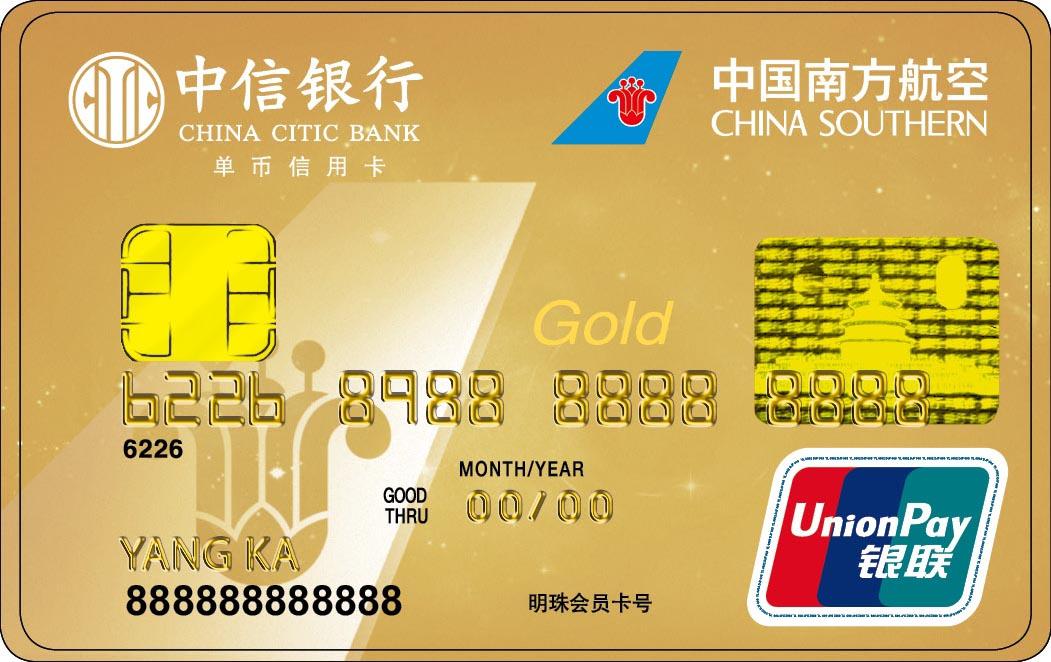 CITIC
中信银行
CHINA CITIC BANK
单币信用卡
中国南方航空
CHINA SOUTHERN
Gold
6226 8988 8888 8888
6226
MONTH/YEAR
GOOD THRU
00/00
YANG KA
888888888888
明珠会员卡号
UnionPay
银联